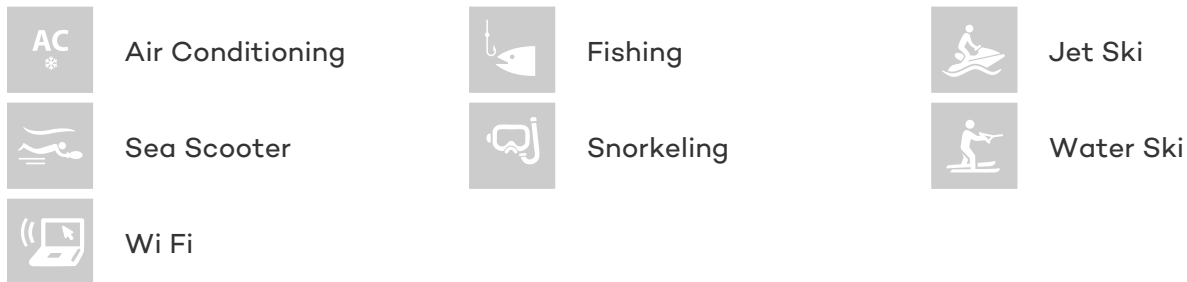 AC
Air Conditioning
Fishing
Jet Ski
Sea Scooter
Snorkeling
Water Ski
Wi Fi